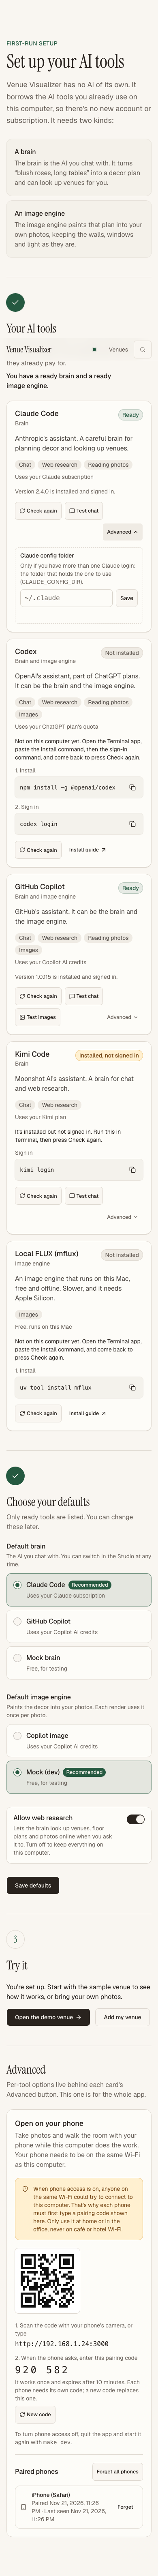 FIRST-RUN SETUP
Set up your AI tools
Venue Visualizer has no AI of its own. It
borrows the AI tools you already use on
this computer, so there's no new account or
subscription. It needs two kinds:
A brain
The brain is the AI you chat with. It turns
"blush roses, long tables" into a decor plan
and can look up venues for you.
An image engine
The image engine paints that plan into your
own photos, keeping the walls, windows
and light as they are.
Your AI tools
Venue Visualizer
Venues
they already pay for.
You have a ready brain and a ready
image engine.
Claude Code
Ready
Brain
Anthropic's assistant. A careful brain for
planning decor and looking up venues.
Chat
Web research
Reading photos
Uses your Claude subscription
Version 2.4.0 is installed and signed in.
Check again
Test chat
Advanced
Claude config folder
Only if you have more than one Claude login:
the folder that holds the one to use
(CLAUDE_CONFIG_DIR).
~/.claude
Save
Codex
Not installed
Brain and image engine
OpenAI's assistant, part of ChatGPT plans.
It can be the brain and the image engine.
Chat
Web research
Reading photos
Images
Uses your ChatGPT plan's quota
Not on this computer yet. Open the Terminal app,
paste the install command, then the sign-in
command, and come back to press Check again.
1. Install
npm install -g @openai/codex
2. Sign in
codex login
Check again
Install guide
GitHub Copilot
Ready
Brain and image engine
GitHub's assistant. It can be the brain and
the image engine.
Chat
Web research
Reading photos
Images
Uses your Copilot AI credits
Version 1.0.115 is installed and signed in.
Check again
Test chat
Test images
Advanced
Kimi Code
Installed, not signed in
Brain
Moonshot AI's assistant. A brain for chat
and web research.
Chat
Web research
Uses your Kimi plan
It's installed but not signed in. Run this in
Terminal, then press Check again.
Sign in
kimi login
Check again
Test chat
Advanced
Local FLUX (mflux)
Not installed
Image engine
An image engine that runs on this Mac,
free and offline. Slower, and it needs
Apple Silicon.
Images
Free, runs on this Mac
Not on this computer yet. Open the Terminal app,
paste the install command, and come back to
press Check again.
1. Install
uv tool install mflux
Check again
Install guide
Choose your defaults
Only ready tools are listed. You can change
these later.
Default brain
The AI you chat with. You can switch in the Studio at any
time.
Claude Code
Recommended
Uses your Claude subscription
GitHub Copilot
Uses your Copilot AI credits
Mock brain
Free, for testing
Default image engine
Paints the decor into your photos. Each render uses it
once per photo.
Copilot image
Uses your Copilot AI credits
Mock (dev)
Recommended
Free, for testing
Allow web research
Lets the brain look up venues, floor
plans and photos online when you ask
it to. Turn off to keep everything on
this computer.
Save defaults
3
Try it
You're set up. Start with the sample venue to see
how it works, or bring your own photos.
Open the demo venue
Add my venue
Advanced
Per-tool options live behind each card's
Advanced button. This one is for the whole app.
Open on your phone
Take photos and walk the room with your
phone while this computer does the work.
Your phone needs to be on the same Wi-Fi
as this computer.
When phone access is on, anyone on
the same Wi-Fi could try to connect to
this computer. That's why each phone
must first type a pairing code shown
here. Only use it at home or in the
office, never on café or hotel Wi-Fi.
1. Scan the code with your phone's camera, or
type
http://192.168.1.24:3000
2. When the phone asks, enter this pairing code
920 582
It works once and expires after 10 minutes. Each
phone needs its own code; a new code replaces
this one.
New code
To turn phone access off, quit the app and start it
again with make dev.
Paired phones
Forget all phones
iPhone (Safari)
Paired Nov 21, 2026, 11:26
PM · Last seen Nov 21, 2026,
11:26 PM
Forget